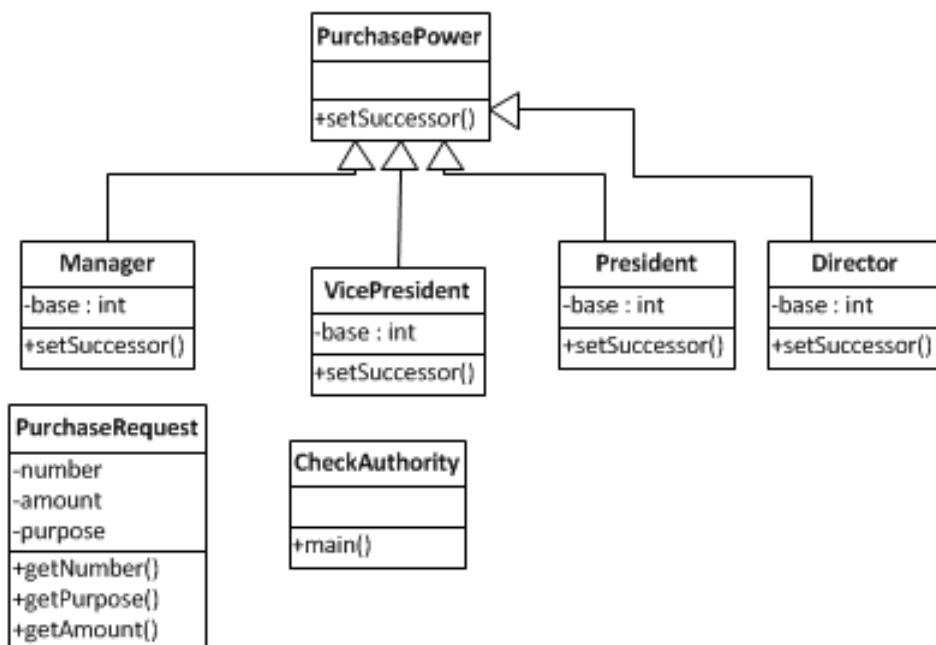 PurchasePower
+setSuccessor()
Manager
-base : int
+setSuccessor()
VicePresident
-base : int
+setSuccessor()
President
-base : int
+setSuccessor()
Director
-base : int
+setSuccessor()
PurchaseRequest
-number
-amount
-purpose
+getNumber()
+getPurpose()
+getAmount()
CheckAuthority
+main()